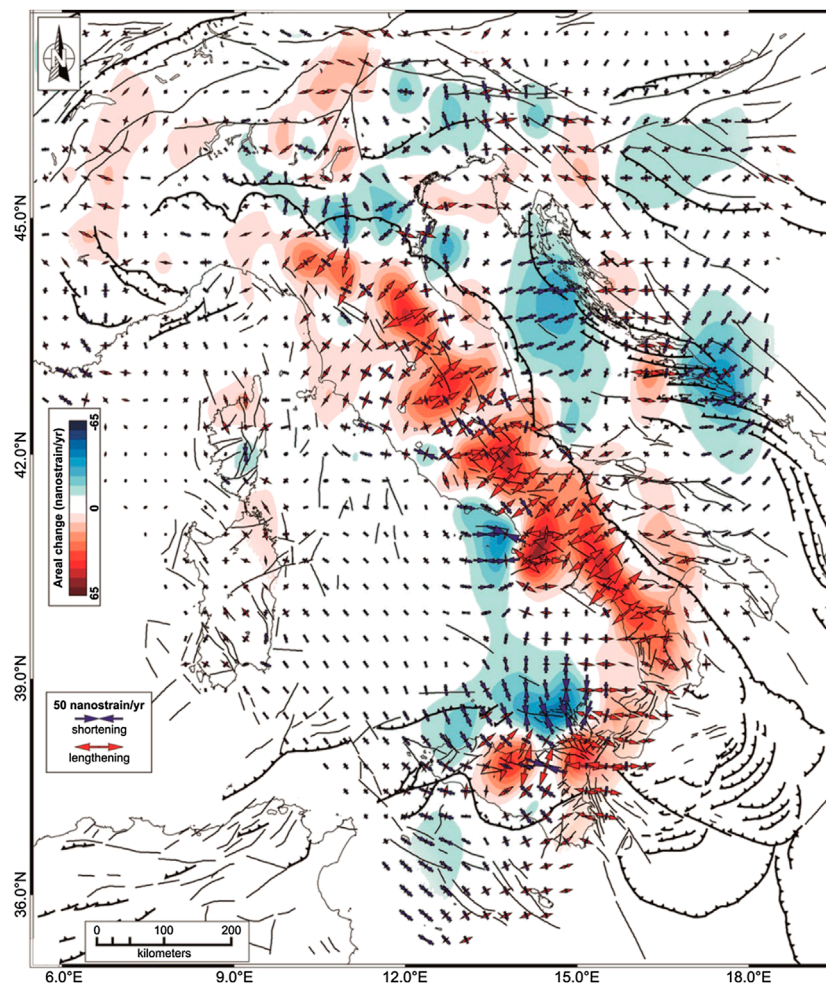 N
45.0°N
42.0°N
39.0°N
36.0°N
Areal change (nanostrain/yr)
-65
0
65
50 nanostrain/yr
shortening
lengthening
0 100 200
kilometers
6.0°E 9.0°E 12.0°E 15.0°E 18.0°E